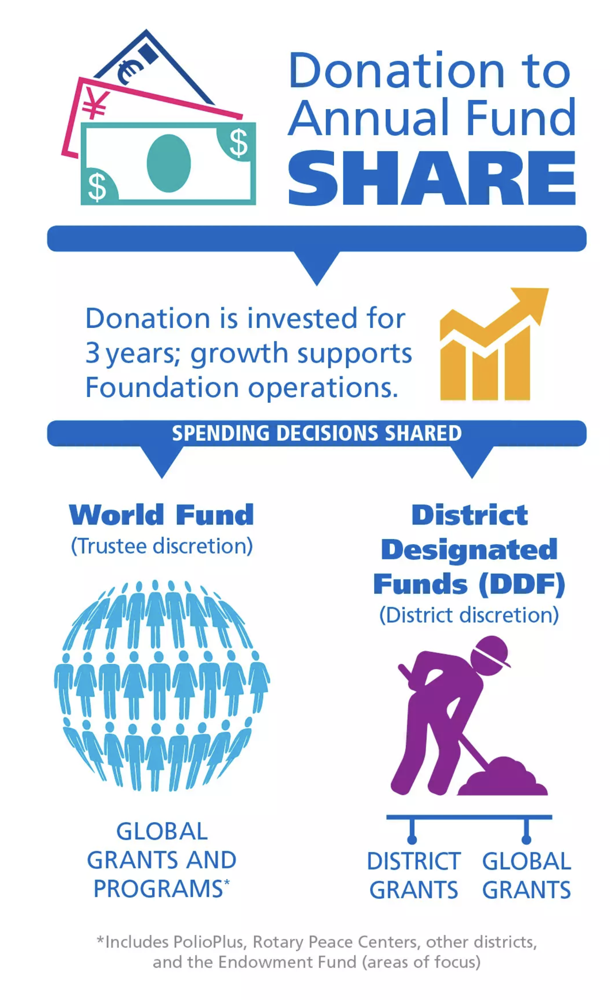 €
¥
$
$
Donation to
Annual Fund
SHARE
Donation is invested for
3 years; growth supports
Foundation operations.
SPENDING DECISIONS SHARED
World Fund
(Trustee discretion)
District
Designated
Funds (DDF)
(District discretion)
GLOBAL
GRANTS AND
PROGRAMS*
DISTRICT
GRANTS
GLOBAL
GRANTS
*Includes PolioPlus, Rotary Peace Centers, other districts,
and the Endowment Fund (areas of focus)